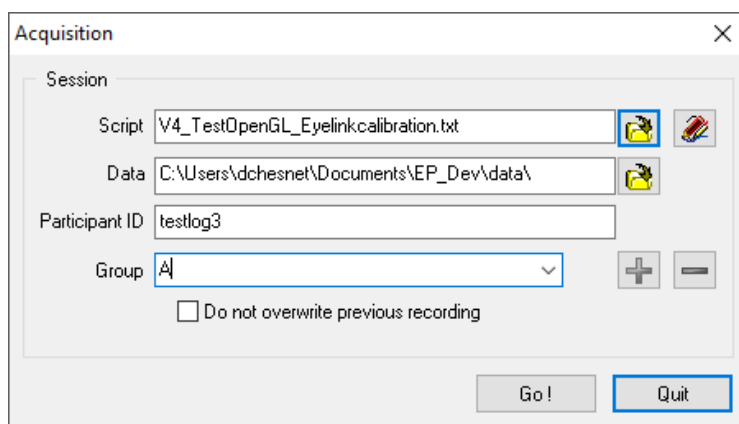 Acquisition
Session
Script V4_TestOpenGL_Eyelinkcalibration.txt
Data C:\Users\dchesnet\Documents\EP_Dev\data\
Participant ID testlog3
Group A
Do not overwrite previous recording
Go ! Quit